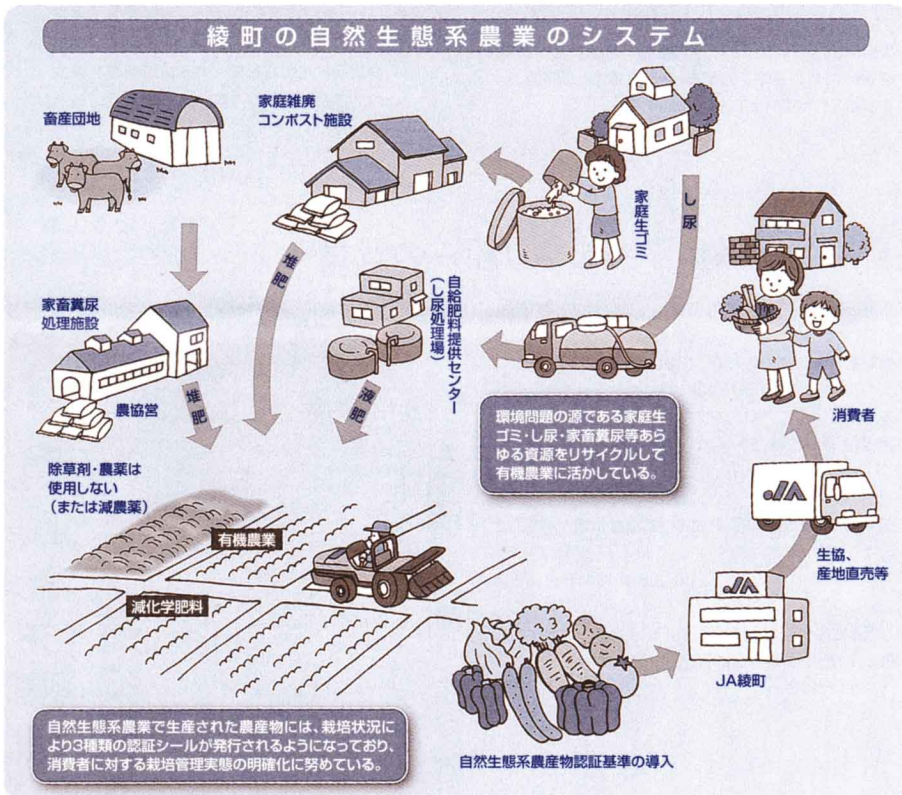 綾町の自然生態系農業のシステム
畜産団地
家庭雑廃
コンポスト施設
家庭生ゴミ
し尿
堆肥
家畜糞尿
処理施設
農協営
堆肥
自給肥料提供センター
(し尿処理場)
液肥
環境問題の源である家庭生
ゴミ・し尿・家畜糞尿等あら
ゆる資源をリサイクルして
有機農業に活かしている。
消費者
除草剤・農薬は
使用しない
(または減農薬)
有機農業
減化学肥料
JA
生協、
産地直売等
JA
JA綾町
自然生態系農業で生産された農産物には、栽培状況に
より3種類の認証シールが発行されるようになっており、
消費者に対する栽培管理実態の明確化に努めている。
自然生態系農産物認証基準の導入